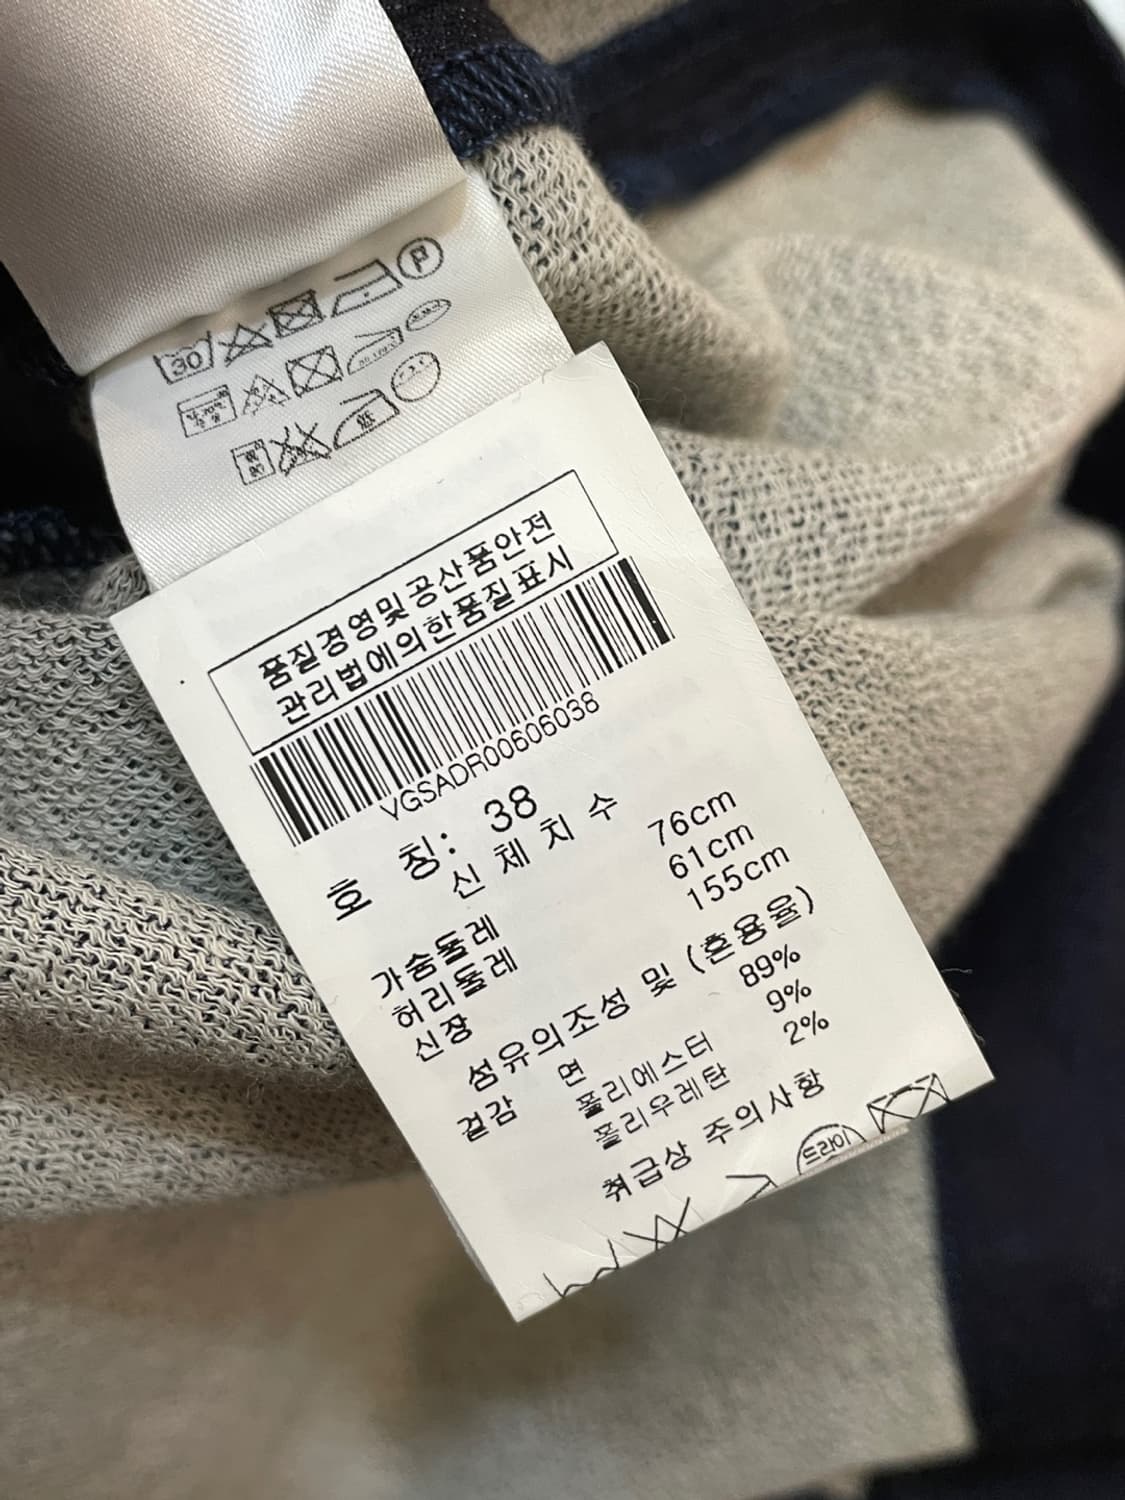 30
P
품질경영및공산품안전
관리법에의한품질표시
VGSADR00606038
호 칭: 38
신 체 치 수
가슴둘레 76cm
허리둘레 61cm
신장 155cm
섬유의조성 및 (혼용율)
겉감 면 89%
폴리에스터 9%
폴리우레탄 2%
취급상 주의사항
드라이